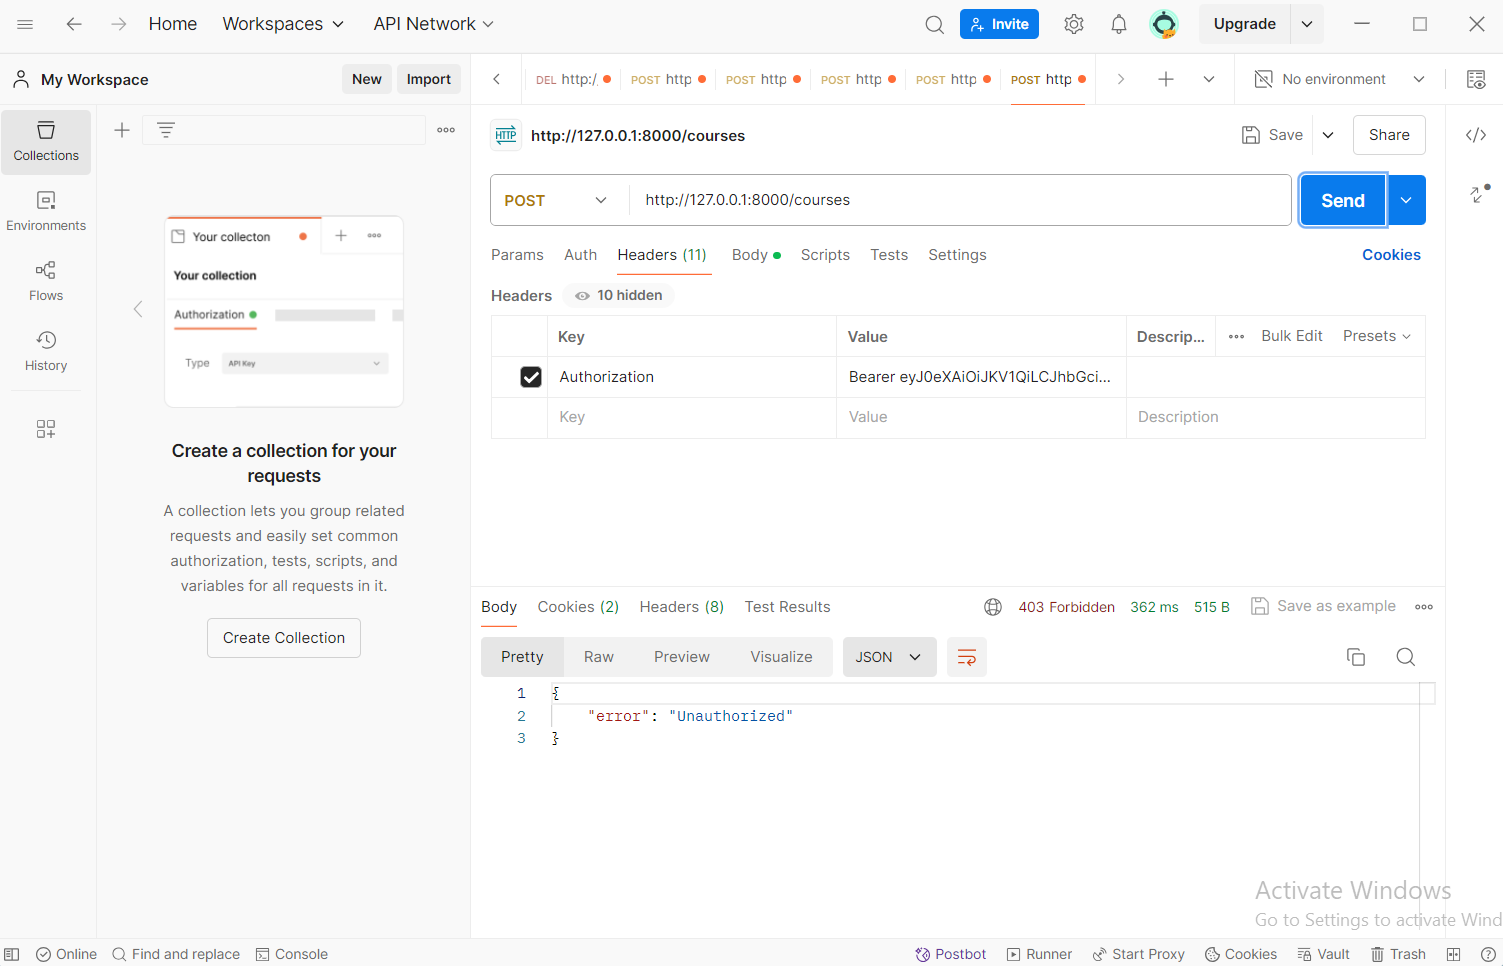 Home Workspaces API Network Invite Upgrade
My Workspace New Import DEL http:/ POST http POST http POST http POST http POST http No environment
Collections
Environments
Flows
History
Your collecton
Your collection
Authorization
Type API Key
Create a collection for your
requests
A collection lets you group related
requests and easily set common
authorization, tests, scripts, and
variables for all requests in it.
Create Collection
HTTP http://127.0.0.1:8000/courses Save Share
POST http://127.0.0.1:8000/courses Send
Params Auth Headers (11) Body Scripts Tests Settings Cookies
Headers 10 hidden
Key Value Descrip... Bulk Edit Presets
Authorization Bearer eyJ0eXAiOiJKV1QiLCJhbGci...
Key Value Description
Body Cookies (2) Headers (8) Test Results 403 Forbidden 362 ms 515 B Save as example
Pretty Raw Preview Visualize JSON
1 {
2 "error": "Unauthorized"
3 }
Activate Windows
Go to Settings to activate Wind
Online Find and replace Console Postbot Runner Start Proxy Cookies Vault Trash